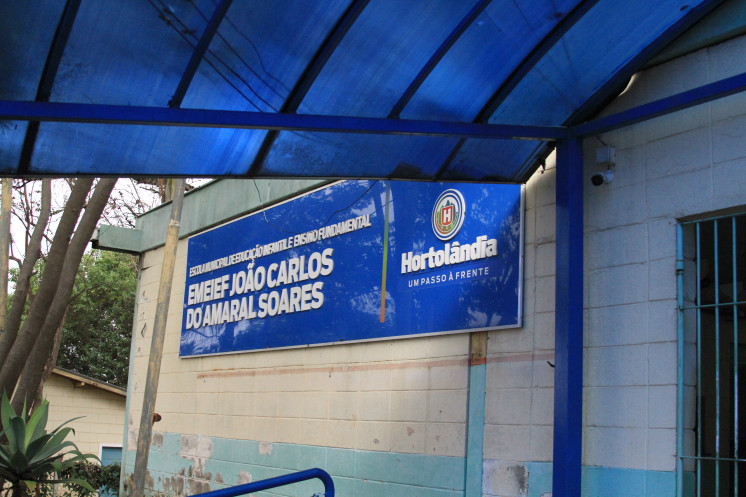 ESCOLA MUNICIPAL DE EDUCAÇÃO INFANTIL E ENSINO FUNDAMENTAL
EMEIEF JOÃO CARLOS
DO AMARAL SOARES
H
Hortolândia
UM PASSO À FRENTE